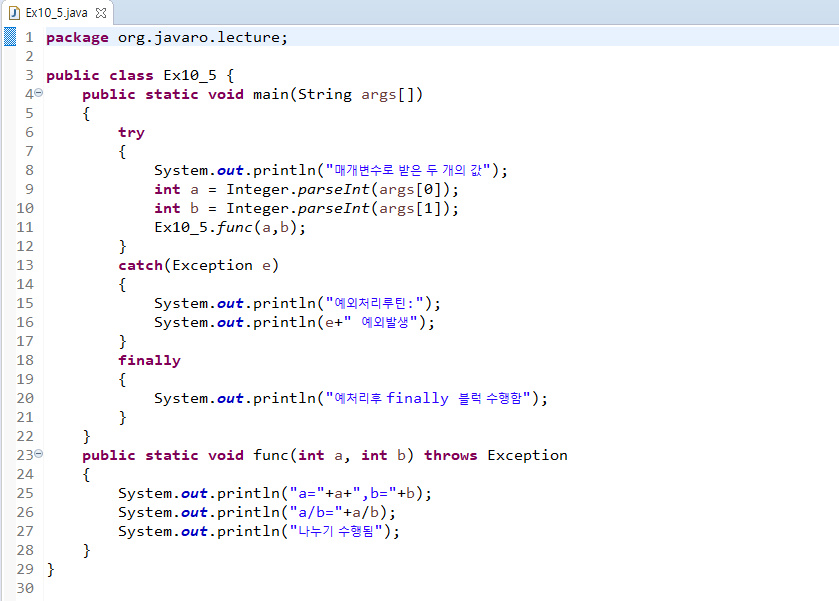 Ex10_5.java
1 package org.javaro.lecture;
2
3 public class Ex10_5 {
4 public static void main(String args[])
5 {
6 try
7 {
8 System.out.println("매개변수로 받은 두 개의 값");
9 int a = Integer.parseInt(args[0]);
10 int b = Integer.parseInt(args[1]);
11 Ex10_5.func(a,b);
12 }
13 catch(Exception e)
14 {
15 System.out.println("예외처리루틴:");
16 System.out.println(e+" 예외발생");
17 }
18 finally
19 {
20 System.out.println("예처리후 finally 블럭 수행함");
21 }
22 }
23 public static void func(int a, int b) throws Exception
24 {
25 System.out.println("a="+a+",b="+b);
26 System.out.println("a/b="+a/b);
27 System.out.println("나누기 수행됨");
28 }
29 }
30